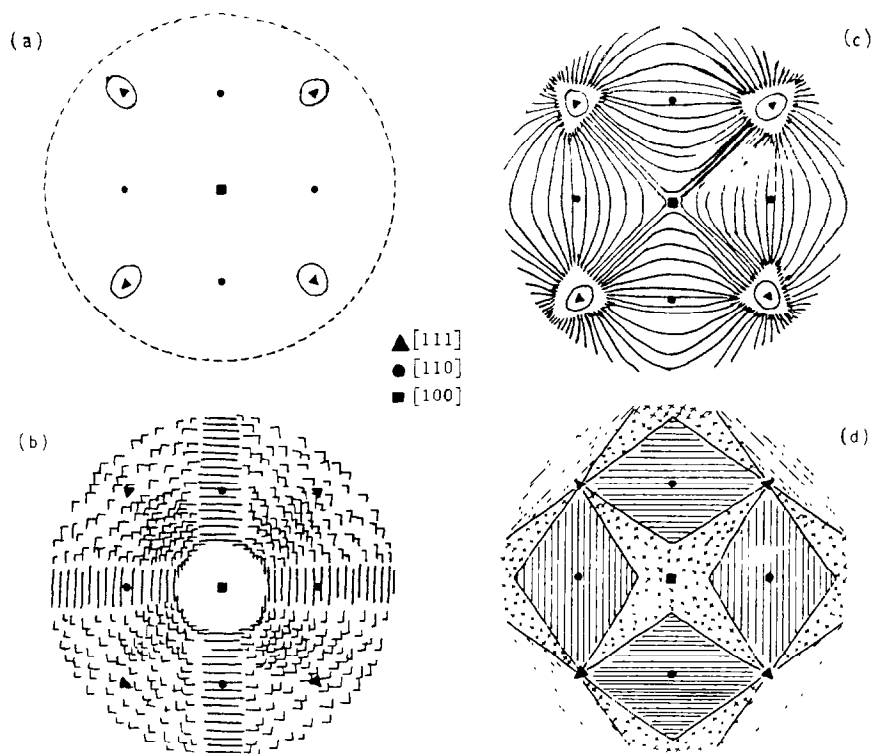 (a)
(c)
▲ [111]
● [110]
■ [100]
(b)
(d)